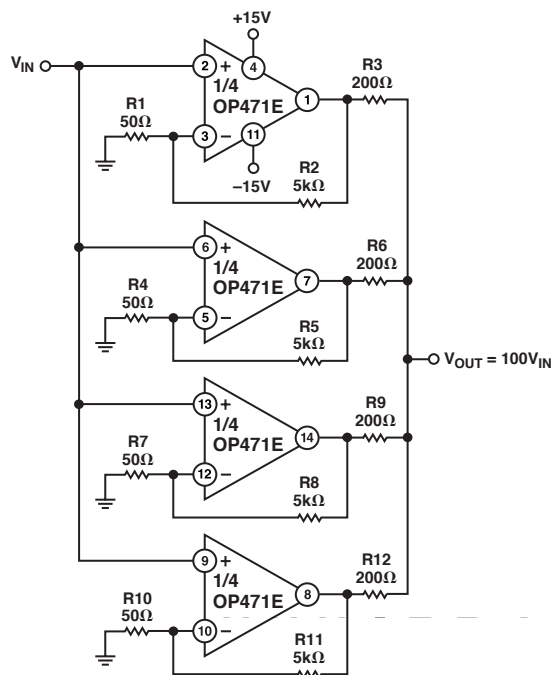 +15V
VIN
2
+
4
1/4
OP471E
1
R3
200Ω
R1
50Ω
3
–
11
–15V
R2
5kΩ
6
+
1/4
OP471E
7
R6
200Ω
R4
50Ω
5
–
R5
5kΩ
VOUT = 100VIN
13
+
1/4
OP471E
14
R9
200Ω
R7
50Ω
12
–
R8
5kΩ
9
+
1/4
OP471E
8
R12
200Ω
R10
50Ω
10
–
R11
5kΩ